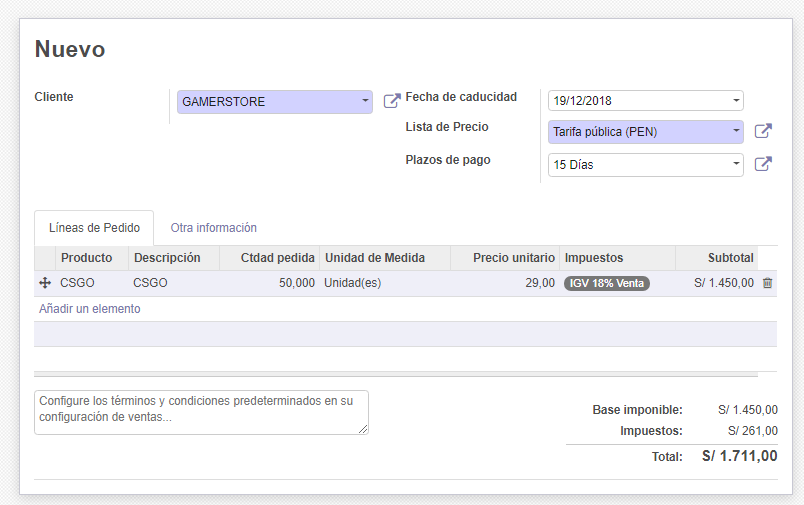 Nuevo
Cliente GAMERSTORE Fecha de caducidad 19/12/2018
Lista de Precio Tarifa pública (PEN)
Plazos de pago 15 Días
Líneas de Pedido Otra información
Producto Descripción Ctdad pedida Unidad de Medida Precio unitario Impuestos Subtotal
CSGO CSGO 50,000 Unidad(es) 29,00 IGV 18% Venta S/ 1.450,00
Añadir un elemento
Configure los términos y condiciones predeterminados en su
configuración de ventas...
Base imponible: S/ 1.450,00
Impuestos: S/ 261,00
Total: S/ 1.711,00